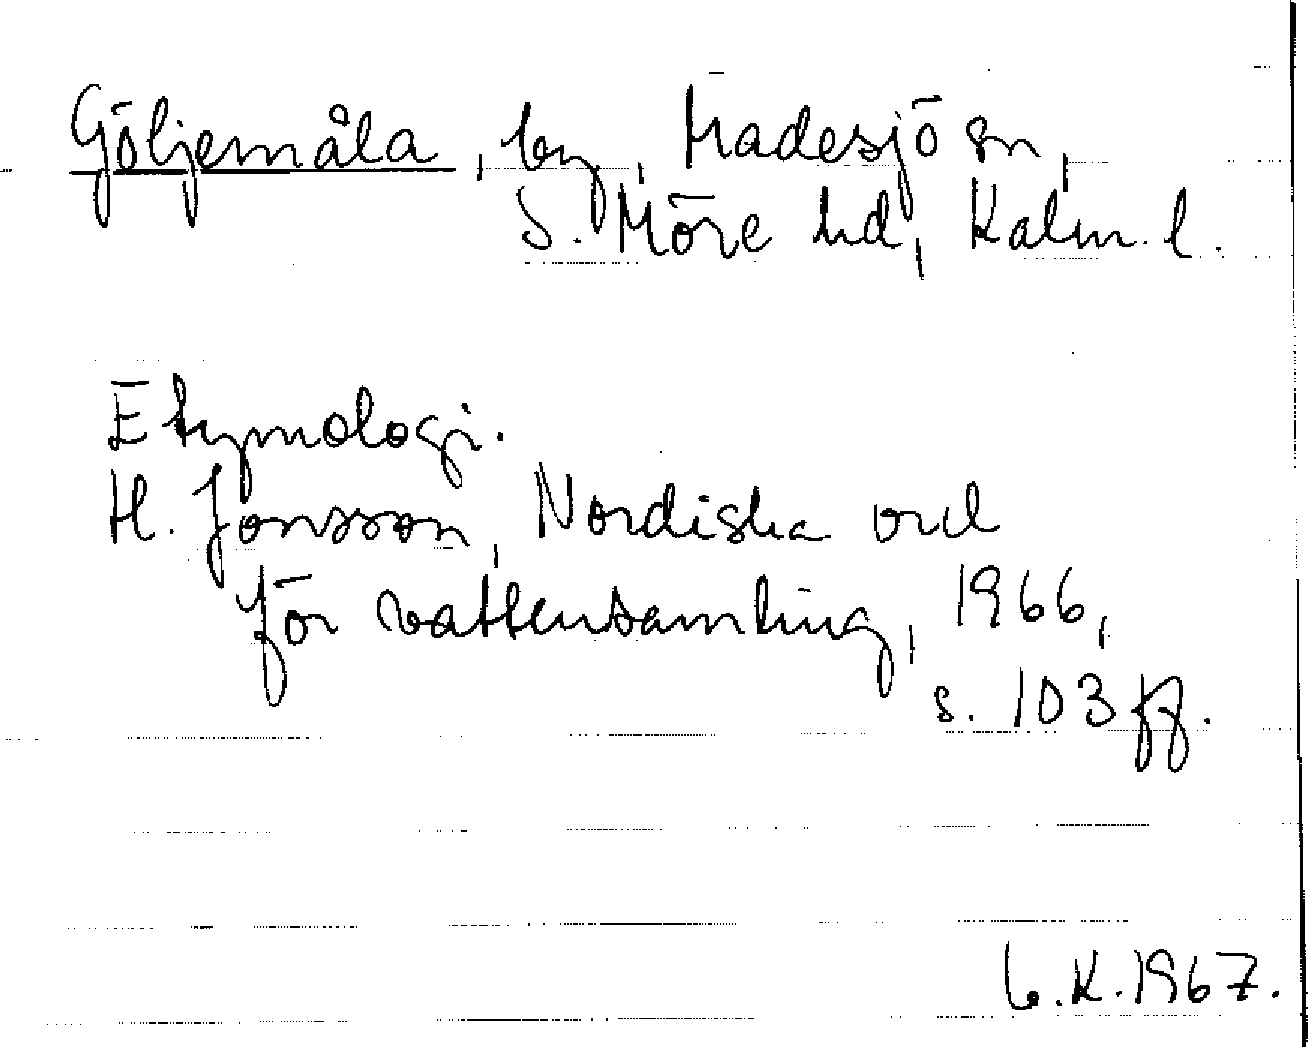 Göljemåla, by, Madesjö sn,
S. Möre hd, Kalm. l.
Etymologi.
H. Jonsson, Nordiska ord
för vattensamling, 1966,
s. 103 ff.
G.K. 1967.